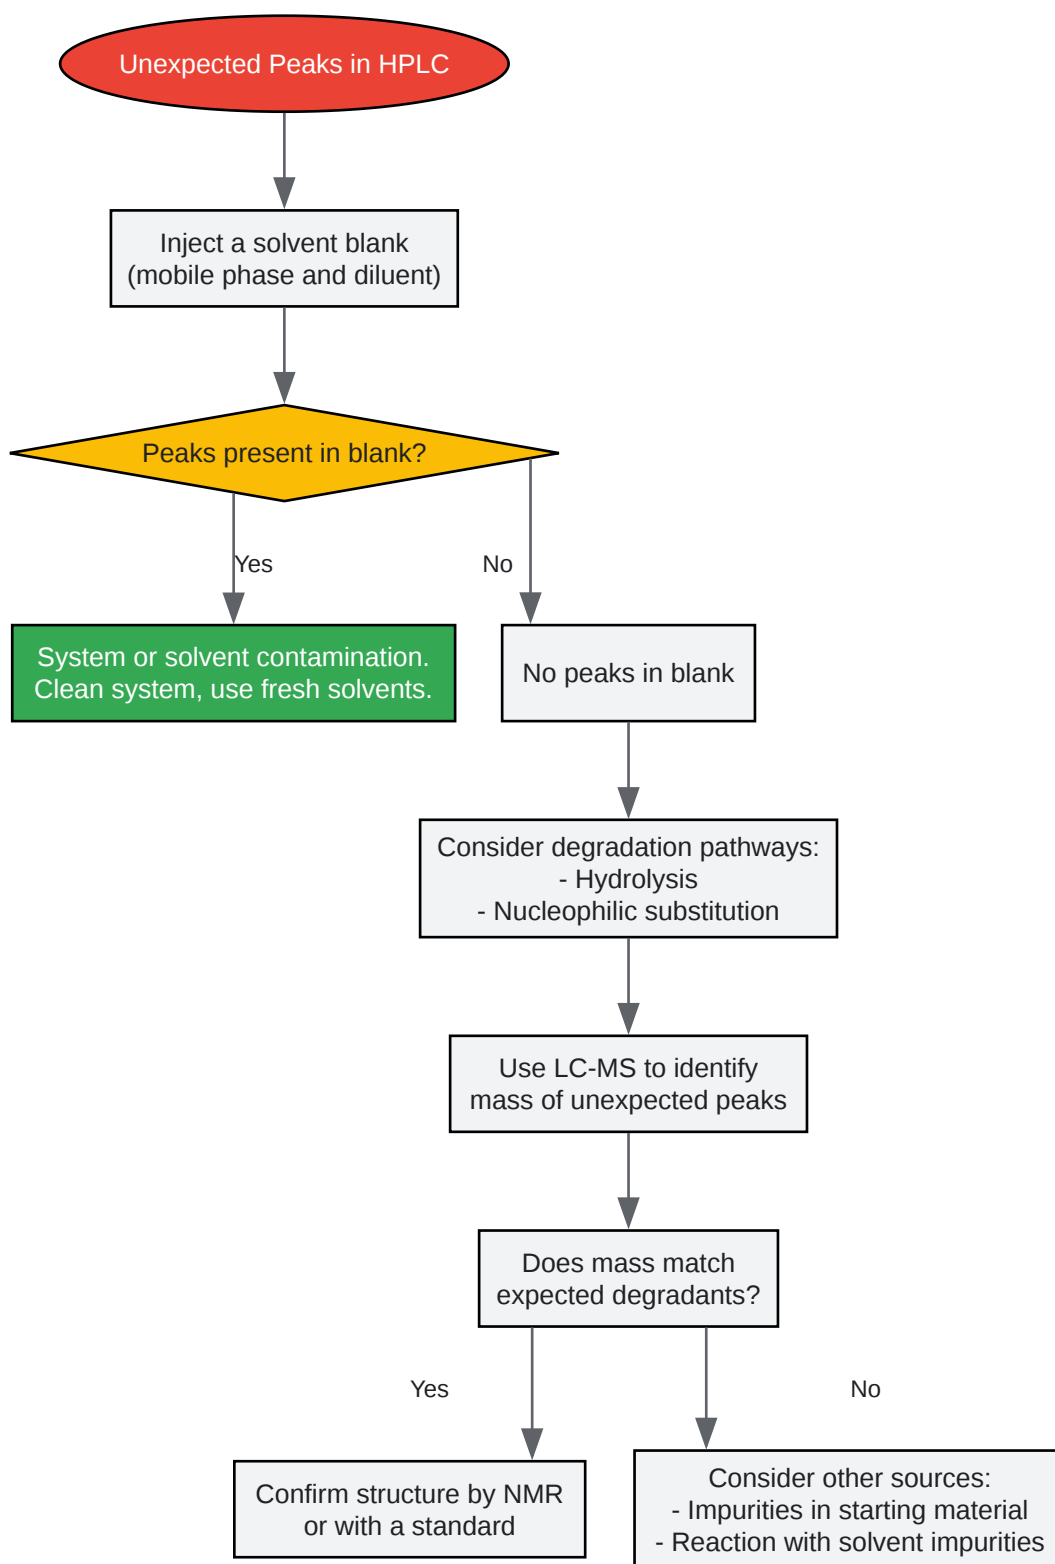 Unexpected Peaks in HPLC
Inject a solvent blank
(mobile phase and diluent)
Peaks present in blank?
Yes
No
System or solvent contamination.
Clean system, use fresh solvents.
No peaks in blank
Consider degradation pathways:
- Hydrolysis
- Nucleophilic substitution
Use LC-MS to identify
mass of unexpected peaks
Does mass match
expected degradants?
Yes
No
Confirm structure by NMR
or with a standard
Consider other sources:
- Impurities in starting material
- Reaction with solvent impurities